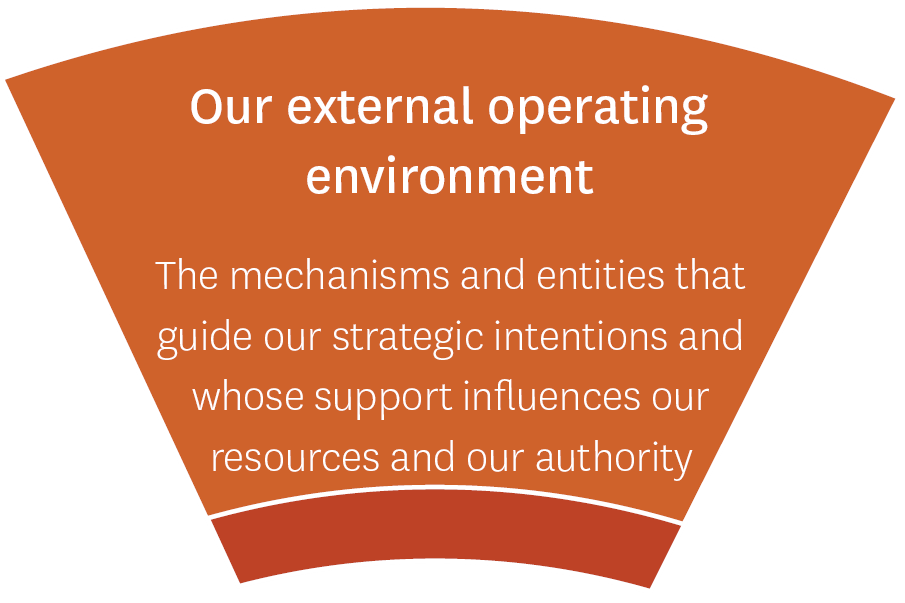 Our external operating
environment
The mechanisms and entities that
guide our strategic intentions and
whose support influences our
resources and our authority